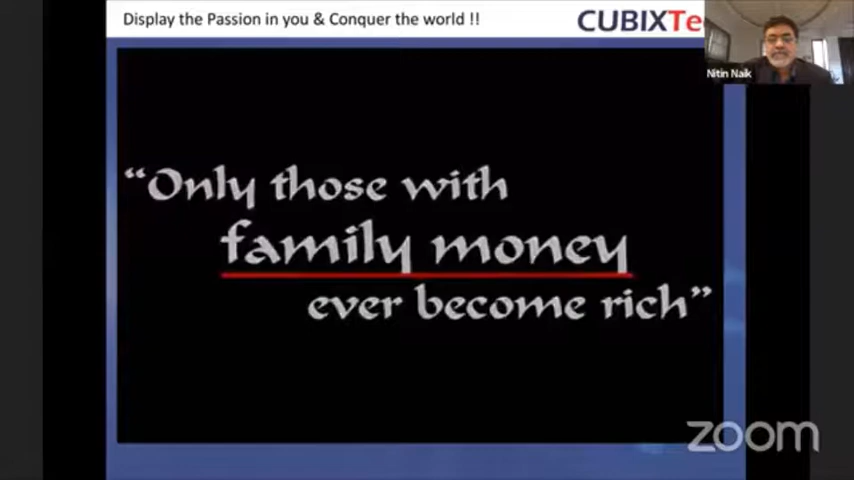 Display the Passion in you & Conquer the world !!
CUBIXTe
Nitin Naik
“Only those with
family money
ever become rich”
zoom